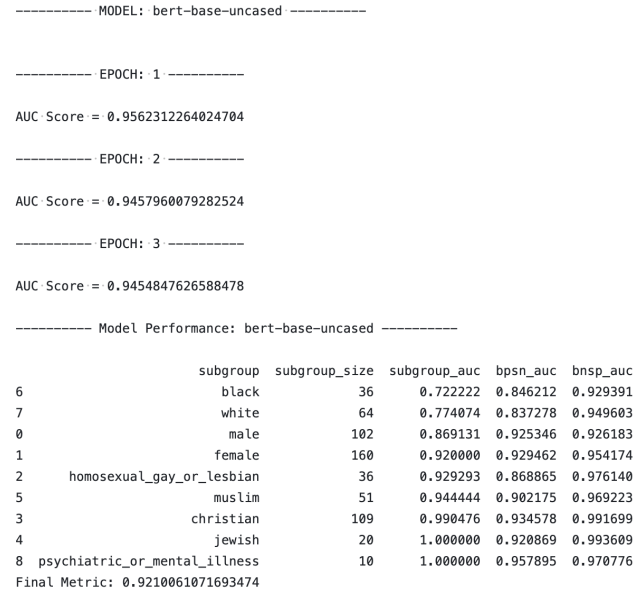 ---------- MODEL: bert-base-uncased ----------
---------- EPOCH: 1 ----------
AUC Score = 0.9562312264024704
---------- EPOCH: 2 ----------
AUC Score = 0.9457960079282524
---------- EPOCH: 3 ----------
AUC Score = 0.9454847626588478
---------- Model Performance: bert-base-uncased ----------
subgroup subgroup_size subgroup_auc bpsn_auc bnsp_auc
6 black 36 0.722222 0.846212 0.929391
7 white 64 0.774074 0.837278 0.949603
0 male 102 0.869131 0.925346 0.926183
1 female 160 0.920000 0.929462 0.954174
2 homosexual_gay_or_lesbian 36 0.929293 0.868865 0.976140
5 muslim 51 0.944444 0.902175 0.969223
3 christian 109 0.990476 0.934578 0.991699
4 jewish 20 1.000000 0.920869 0.993609
8 psychiatric_or_mental_illness 10 1.000000 0.957895 0.970776
Final Metric: 0.9210061071693474